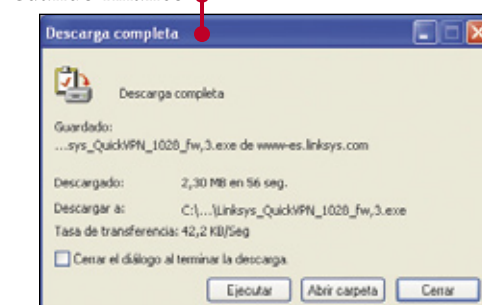 Descarga completa
Descarga completa
Guardado:
...sys_QuickVPN_1028_fw,3.exe de www-es.linksys.com
Descargado: 2,30 MB en 56 seg.
Descargar a: C:\...\Linksys_QuickVPN_1028_fw,3.exe
Tasa de transferencia: 42,2 KB/Seg
Cerrar el diálogo al terminar la descarga.
Ejecutar Abrir carpeta Cerrar